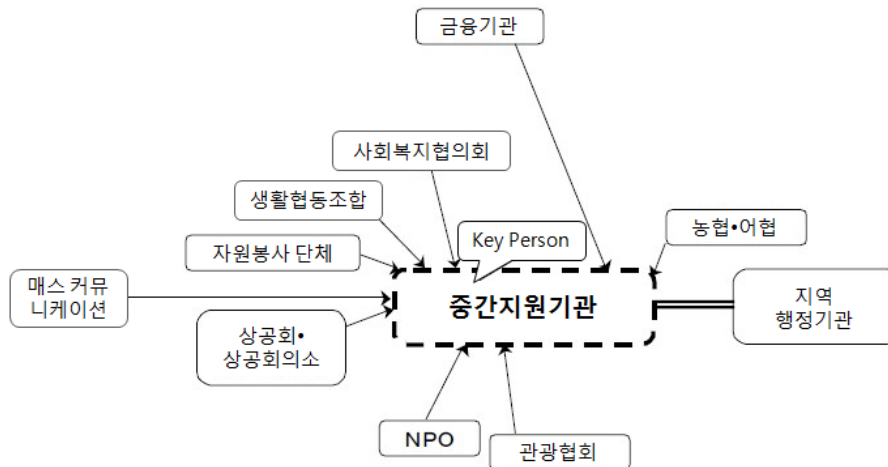 금융기관
사회복지협의회
생활협동조합
Key Person
농협•어협
자원봉사 단체
매스 커뮤
니케이션
중간지원기관
지역
행정기관
상공회•
상공회의소
NPO
관광협회